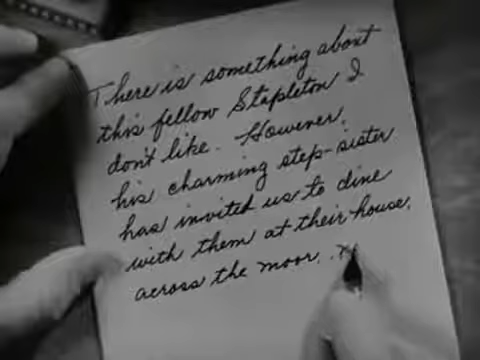 There is something about
this fellow Stapleton I
don't like. However,
his charming step-sister
has invited us to dine
with them at their house,
across the moor.